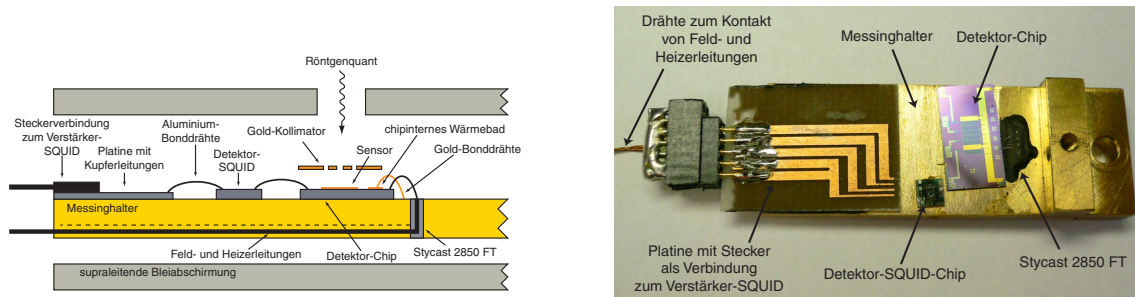 Röntgenquant
Steckerverbindung
zum Verstärker-
SQUID
Platine mit
Kupferleitungen
Aluminium-
Bonddrähte
Detektor-
SQUID
Gold-Kollimator
Sensor
chipinternes Wärmebad
Gold-Bonddrähte
Messinghalter
Feld- und Heizerleitungen
Detektor-Chip
Stycast 2850 FT
supraleitende Bleiabschirmung
Drähte zum Kontakt
von Feld- und
Heizerleitungen
Messinghalter
Detektor-Chip
Platine mit Stecker
als Verbindung
zum Verstärker-SQUID
Detektor-SQUID-Chip
Stycast 2850 FT